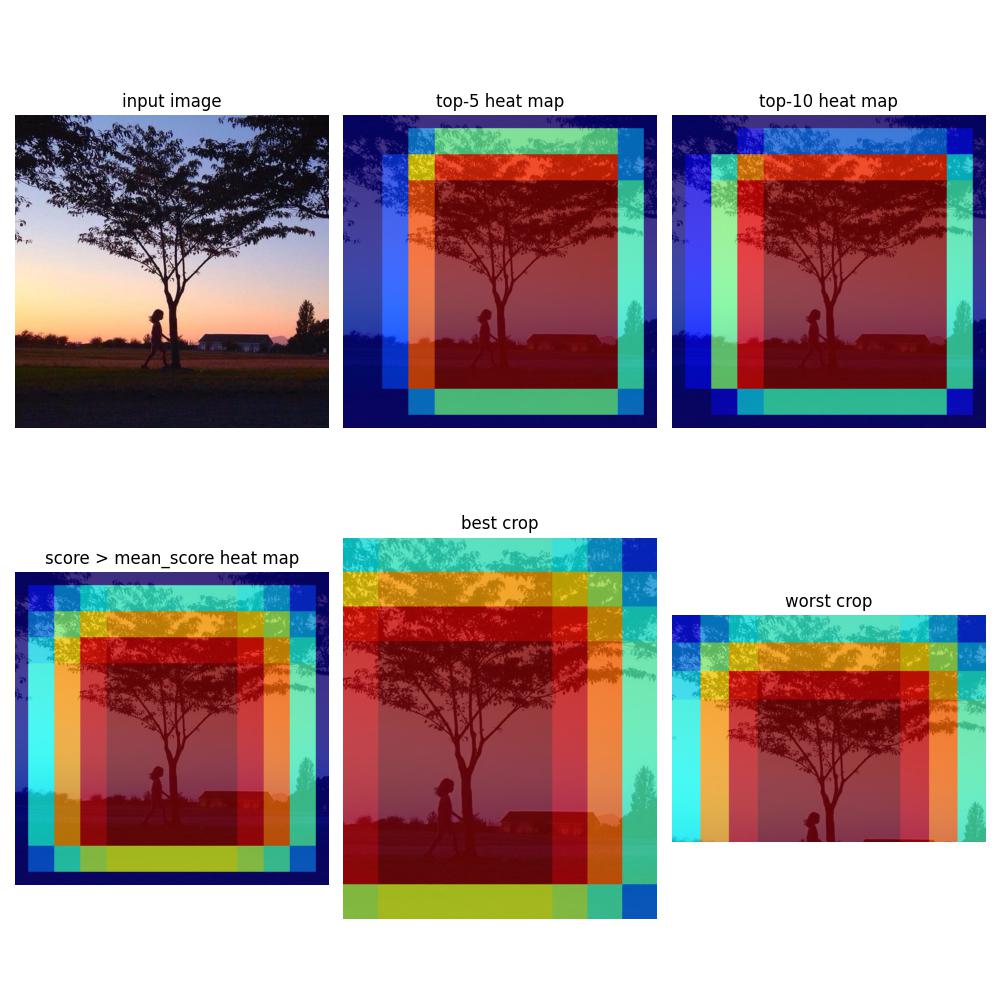 input image
top-5 heat map
top-10 heat map
score > mean_score heat map
best crop
worst crop